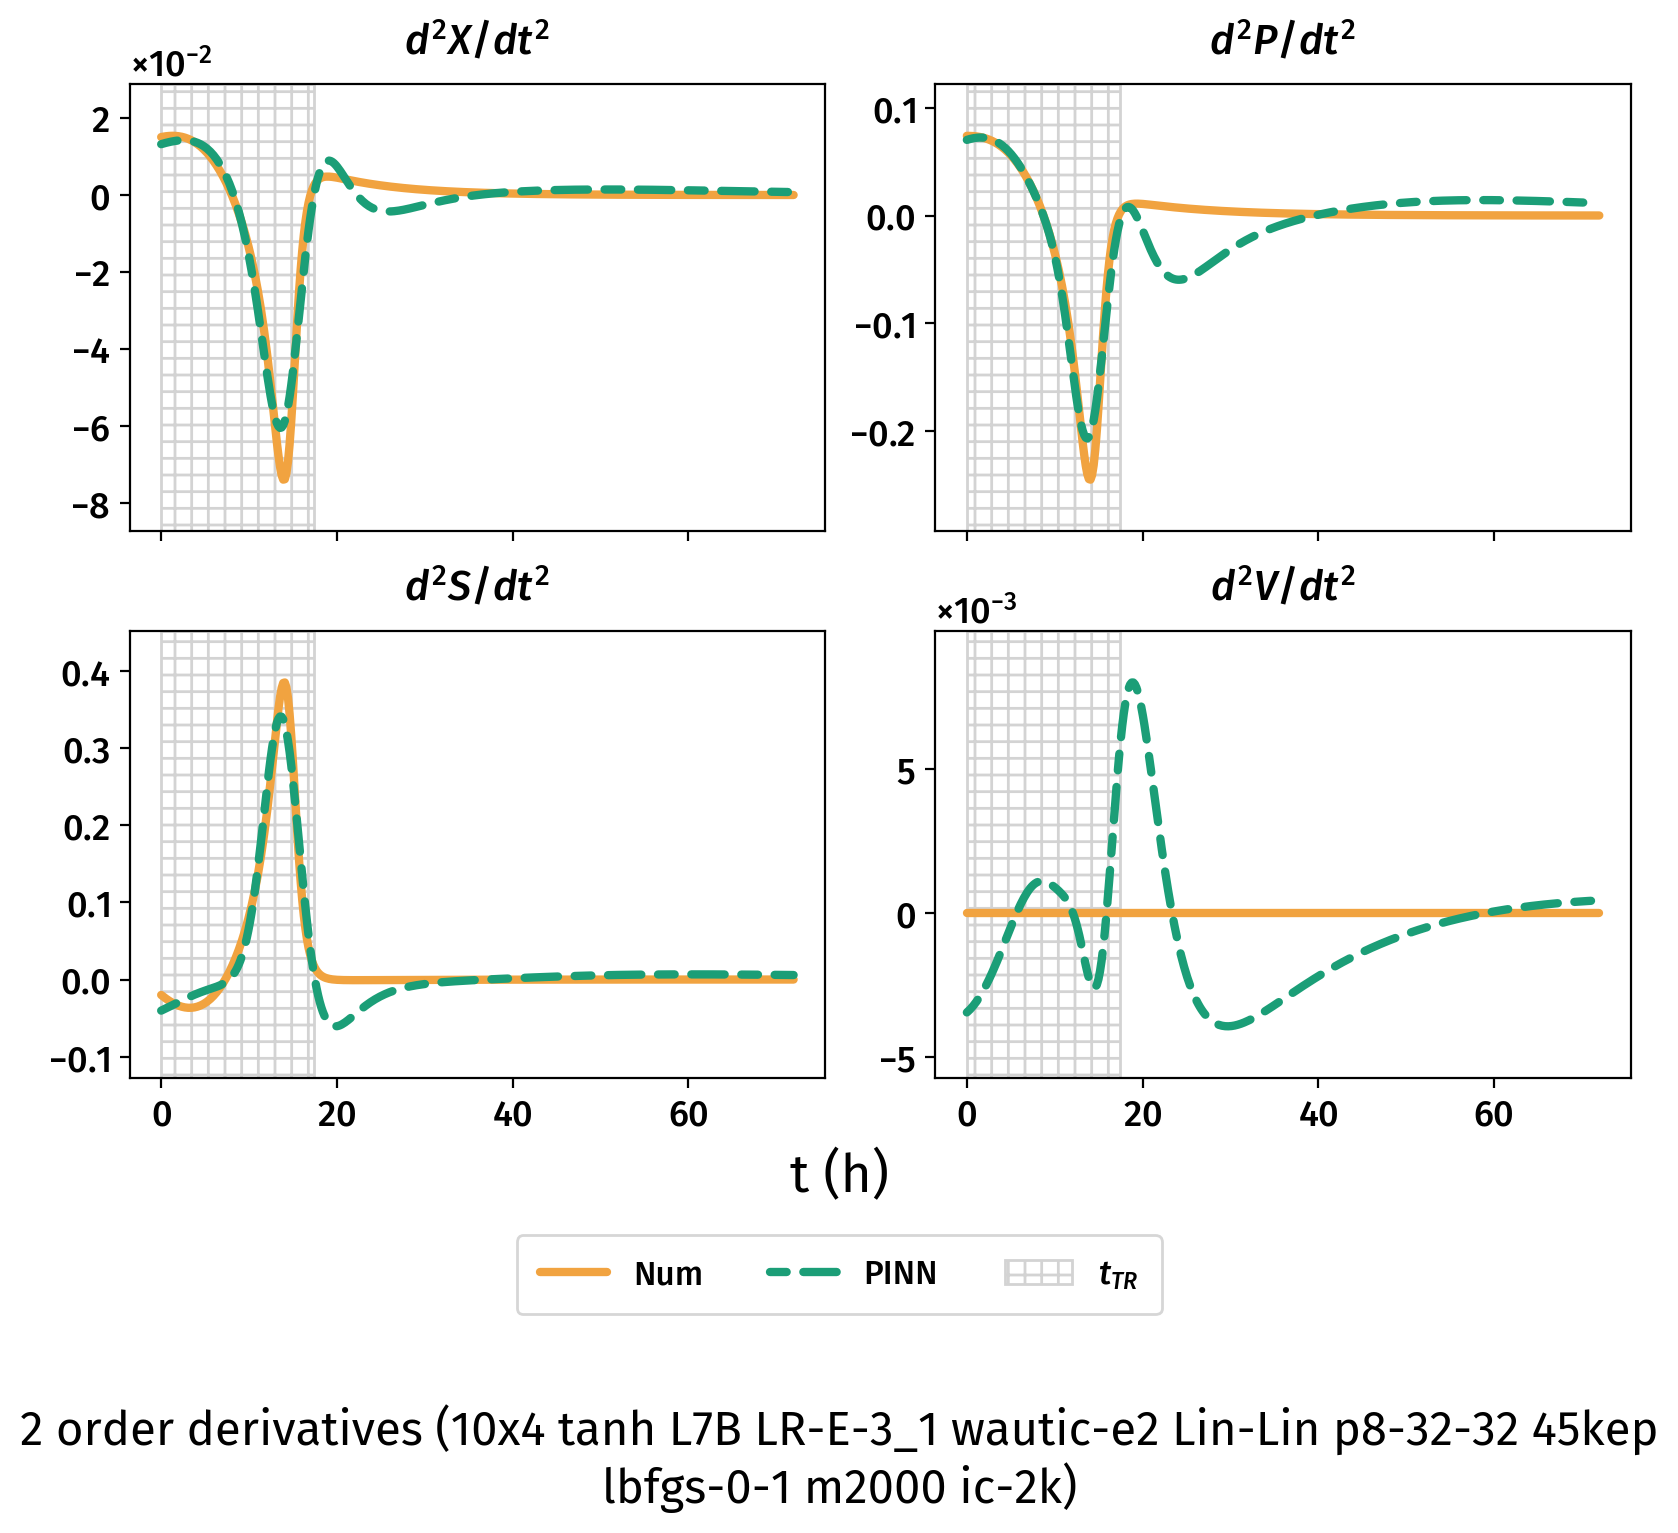 d²X/dt²
d²P/dt²
×10⁻²
2
0
−2
−4
−6
−8
0.1
0.0
−0.1
−0.2
d²S/dt²
d²V/dt²
×10⁻³
0.4
0.3
0.2
0.1
0.0
−0.1
5
0
−5
0 20 40 60
0 20 40 60
t (h)
Num PINN t_TR
2 order derivatives (10x4 tanh L7B LR-E-3_1 wautic-e2 Lin-Lin p8-32-32 45kep
lbfgs-0-1 m2000 ic-2k)